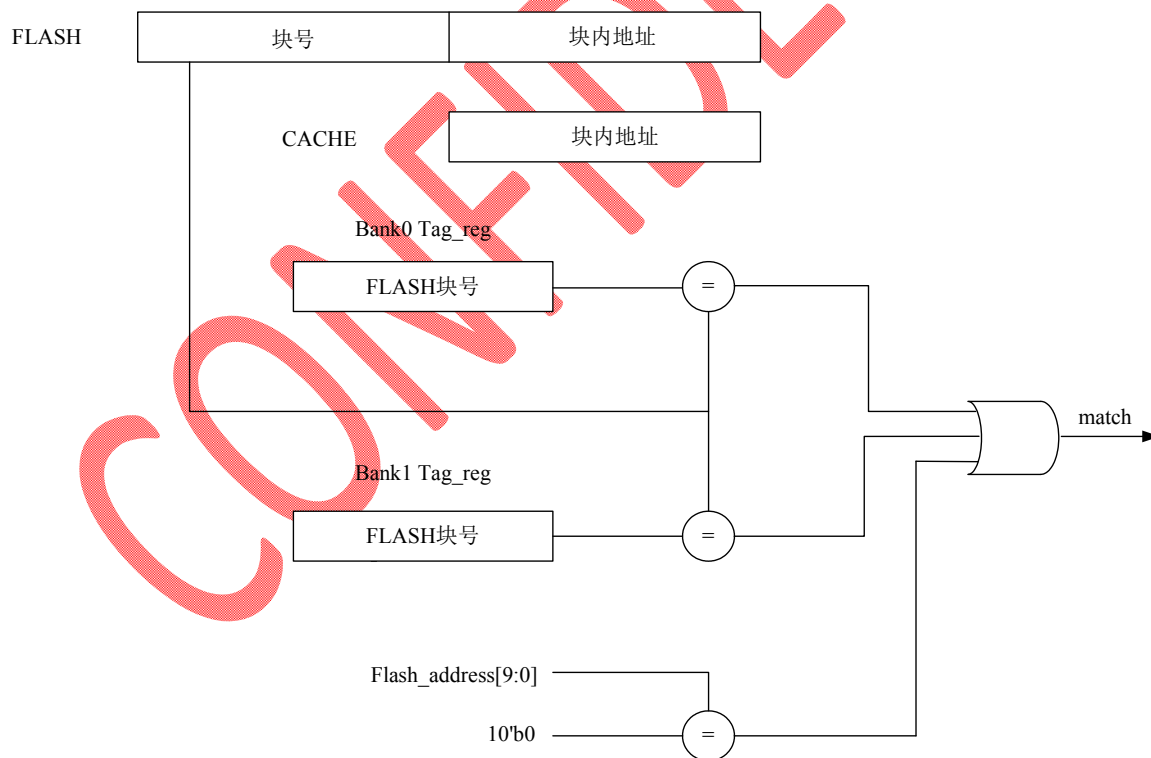 FLASH 块号 块内地址
CACHE 块内地址
Bank0 Tag_reg
FLASH块号 =
match
Bank1 Tag_reg
FLASH块号 =
Flash_address[9:0]
10'b0 =